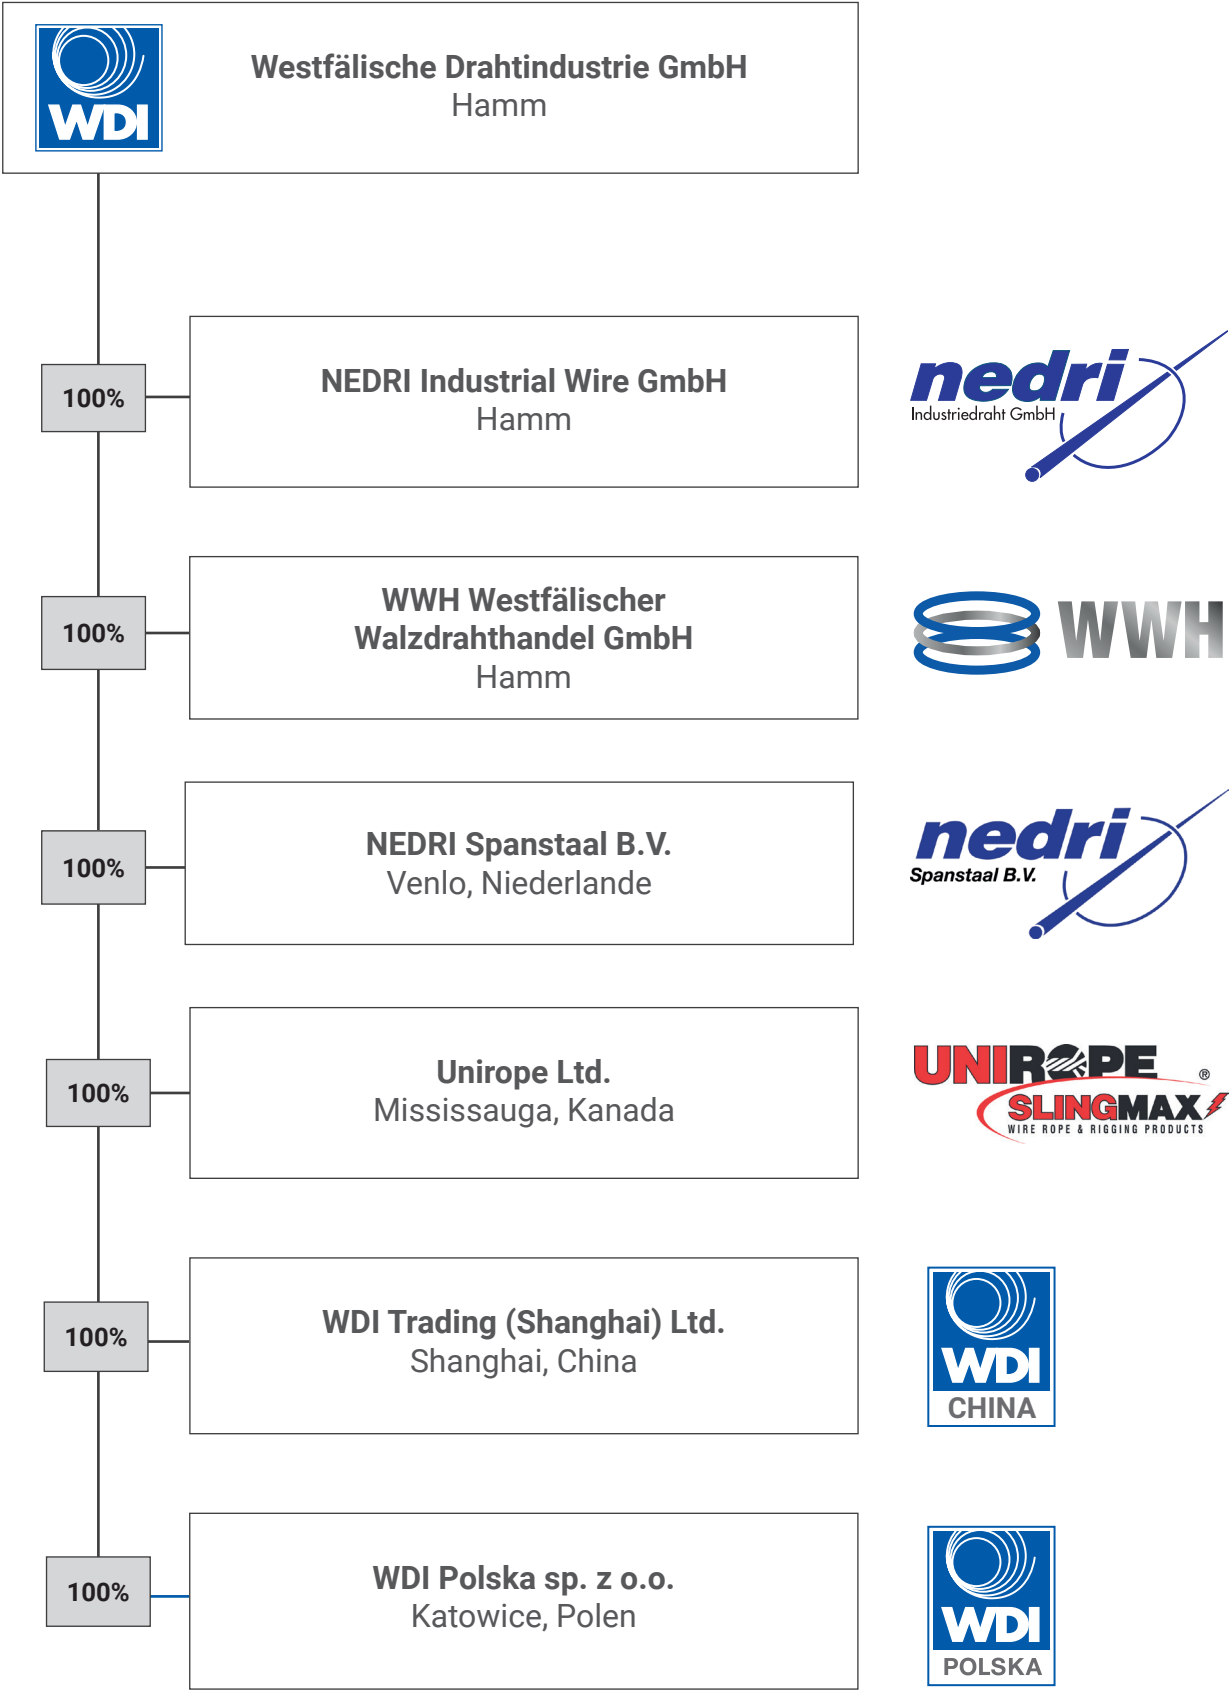 WDI
Westfälische Drahtindustrie GmbH
Hamm
100%
NEDRI Industrial Wire GmbH
Hamm
nedri
Industriedraht GmbH
100%
WWH Westfälischer
Walzdrahthandel GmbH
Hamm
WWH
100%
NEDRI Spanstaal B.V.
Venlo, Niederlande
nedri
Spanstaal B.V.
100%
Unirope Ltd.
Mississauga, Kanada
UNIROPE ®
SLINGMAX
WIRE ROPE & RIGGING PRODUCTS
100%
WDI Trading (Shanghai) Ltd.
Shanghai, China
WDI
CHINA
100%
WDI Polska sp. z o.o.
Katowice, Polen
WDI
POLSKA